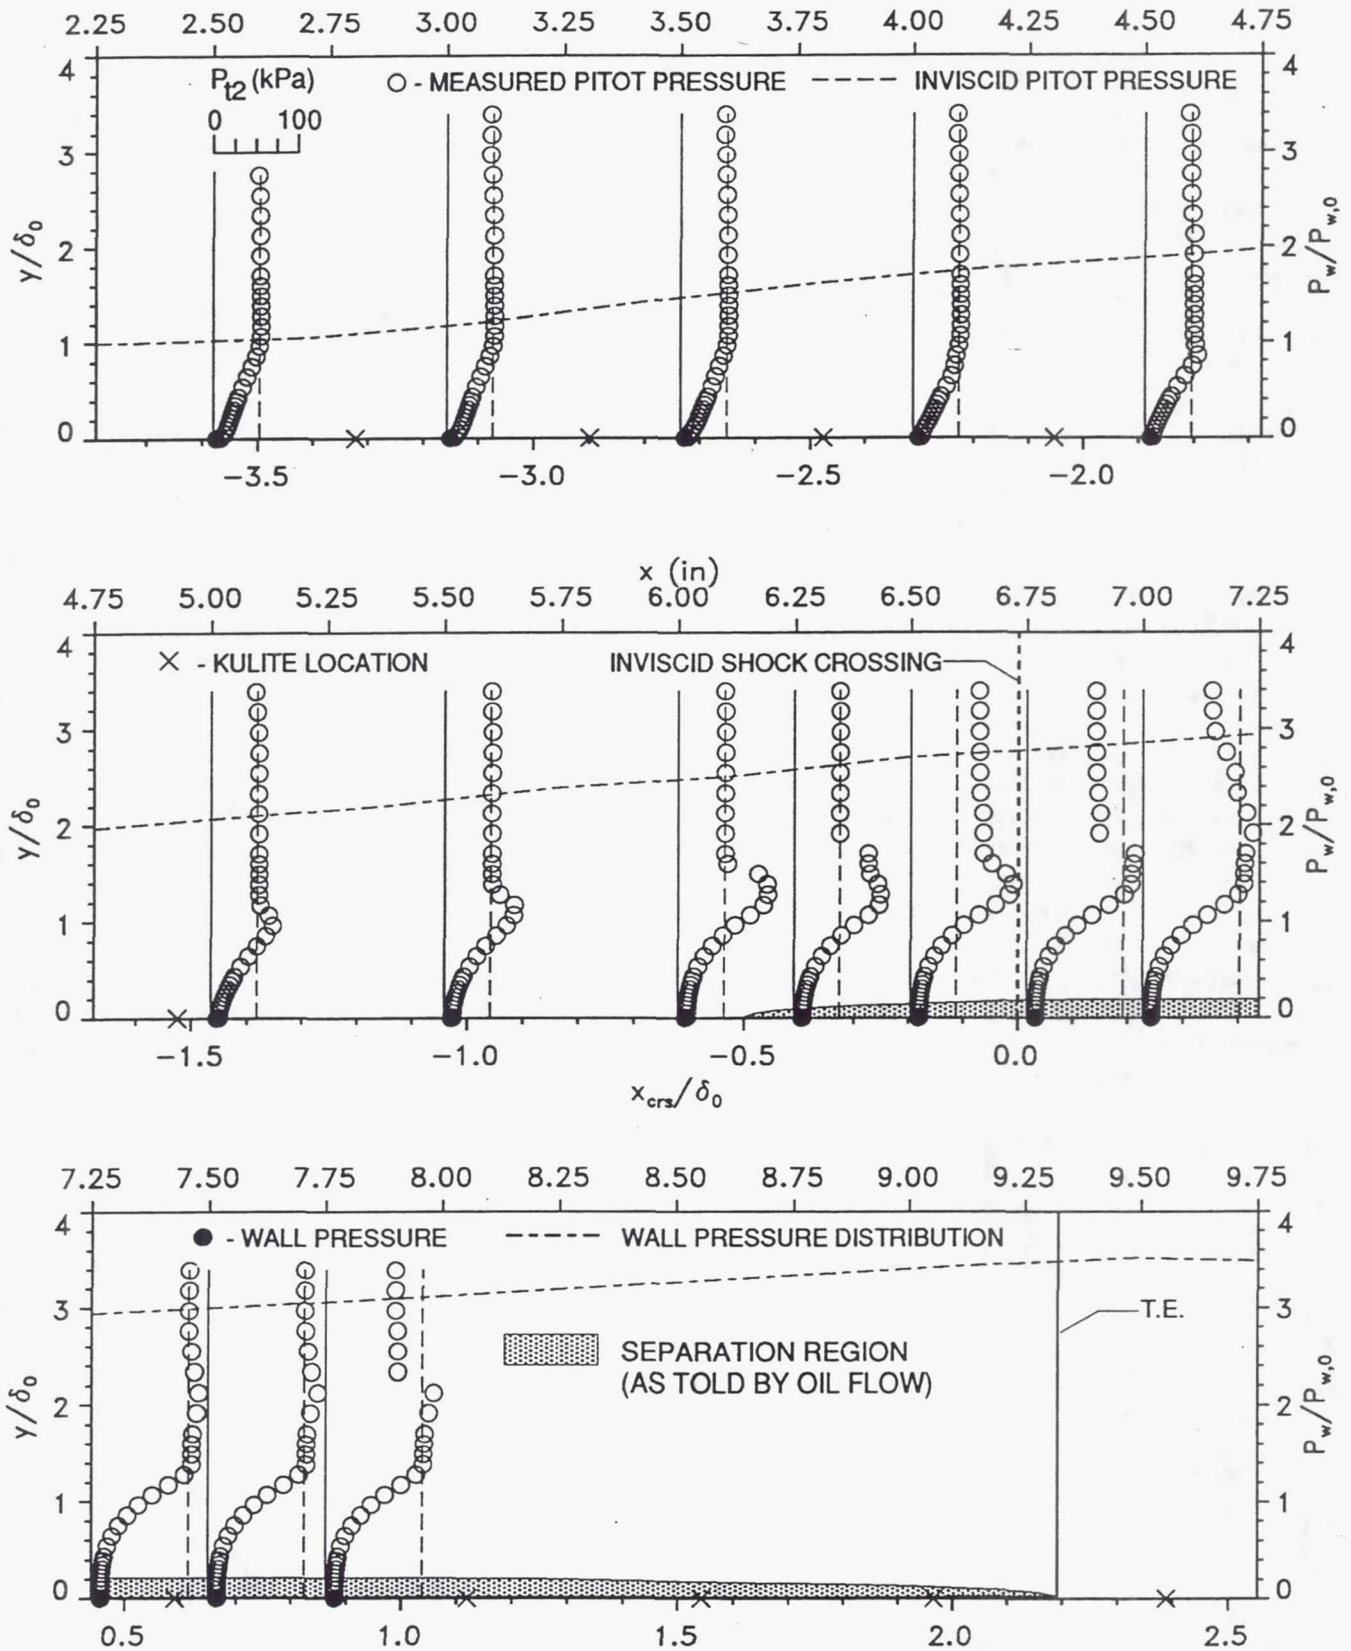 2.25 2.50 2.75 3.00 3.25 3.50 3.75 4.00 4.25 4.50 4.75
4 P_t2 (kPa) ○ - MEASURED PITOT PRESSURE ---- INVISCID PITOT PRESSURE 4
0 100
3 3
y/δ₀ 2 2 P_w/P_w,0
1 1
0 × × × × 0
−3.5 −3.0 −2.5 −2.0
x (in)
4.75 5.00 5.25 5.50 5.75 6.00 6.25 6.50 6.75 7.00 7.25
4 × - KULITE LOCATION INVISCID SHOCK CROSSING 4
3 3
y/δ₀ 2 2 P_w/P_w,0
1 1
0 × 0
−1.5 −1.0 −0.5 0.0
x_crs/δ₀
7.25 7.50 7.75 8.00 8.25 8.50 8.75 9.00 9.25 9.50 9.75
4 ● - WALL PRESSURE ----- WALL PRESSURE DISTRIBUTION 4
3 T.E. 3
SEPARATION REGION
(AS TOLD BY OIL FLOW)
y/δ₀ 2 2 P_w/P_w,0
1 1
0 × × × × × 0
0.5 1.0 1.5 2.0 2.5